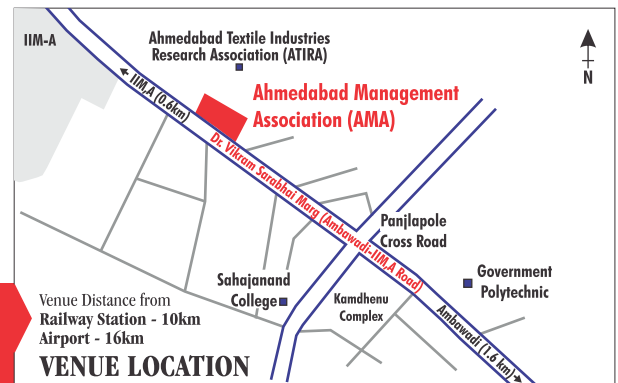 IIM-A
Ahmedabad Textile Industries
Research Association (ATIRA)
N
IIM,A (0.6km)
Ahmedabad Management
Association (AMA)
Dr. Vikram Sarabhai Marg (Ambawadi-IIM,A Road)
Panjlapole
Cross Road
Sahajanand
College
Government
Polytechnic
Kamdhenu
Complex
Ambawadi (1.6 km)
Venue Distance from
Railway Station - 10km
Airport - 16km
VENUE LOCATION